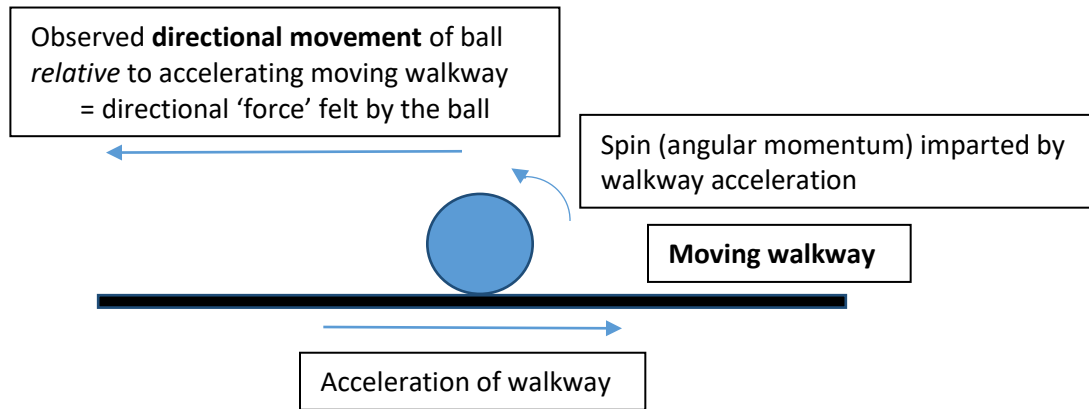 Observed directional movement of ball
relative to accelerating moving walkway
= directional ‘force’ felt by the ball
Spin (angular momentum) imparted by
walkway acceleration
Moving walkway
Acceleration of walkway